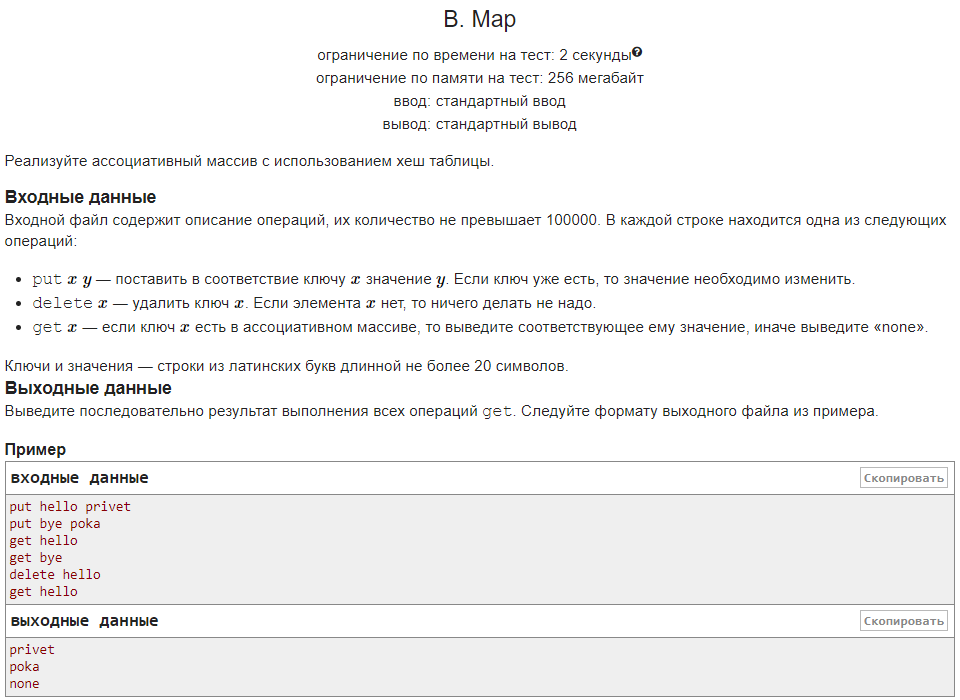 B. Map
ограничение по времени на тест: 2 секунды?
ограничение по памяти на тест: 256 мегабайт
ввод: стандартный ввод
вывод: стандартный вывод
Реализуйте ассоциативный массив с использованием хеш таблицы.
Входные данные
Входной файл содержит описание операций, их количество не превышает 100000. В каждой строке находится одна из следующих
операций:
• put x y — поставить в соответствие ключу x значение y. Если ключ уже есть, то значение необходимо изменить.
• delete x — удалить ключ x. Если элемента x нет, то ничего делать не надо.
• get x — если ключ x есть в ассоциативном массиве, то выведите соответствующее ему значение, иначе выведите «none».
Ключи и значения — строки из латинских букв длинной не более 20 символов.
Выходные данные
Выведите последовательно результат выполнения всех операций get. Следуйте формату выходного файла из примера.
Пример
входные данные Скопировать
put hello privet
put bye poka
get hello
get bye
delete hello
get hello
выходные данные Скопировать
privet
poka
none